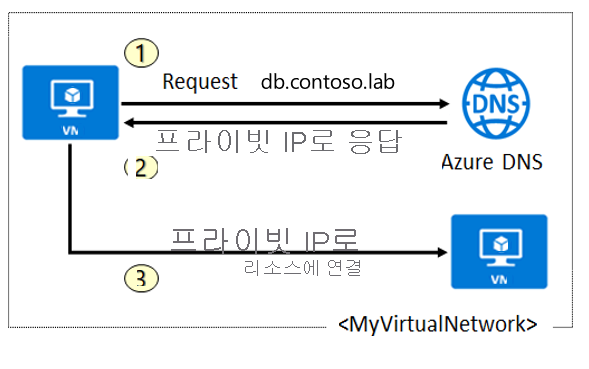 1
Request db.contoso.lab
DNS
VN
프라이빗 IP로 응답
Azure DNS
(2)
프라이빗 IP로
리소스에 연결
3
VN
<MyVirtualNetwork>